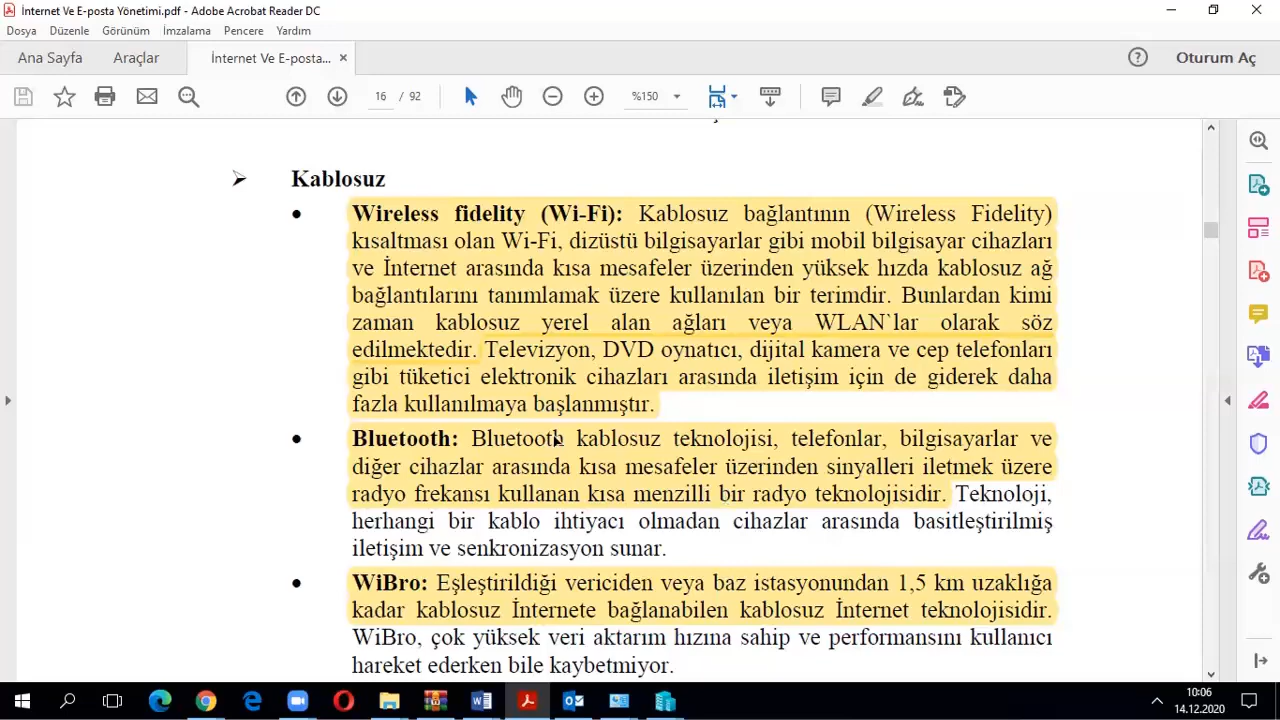 İnternet Ve E-posta Yönetimi.pdf - Adobe Acrobat Reader DC
Dosya Düzenle Görünüm İmzalama Pencere Yardım
Ana Sayfa Araçlar İnternet Ve E-posta... × Oturum Aç
16 / 92 %150
Kablosuz
Wireless fidelity (Wi-Fi): Kablosuz bağlantının (Wireless Fidelity)
kısaltması olan Wi-Fi, dizüstü bilgisayarlar gibi mobil bilgisayar cihazları
ve İnternet arasında kısa mesafeler üzerinden yüksek hızda kablosuz ağ
bağlantılarını tanımlamak üzere kullanılan bir terimdir. Bunlardan kimi
zaman kablosuz yerel alan ağları veya WLAN`lar olarak söz
edilmektedir. Televizyon, DVD oynatıcı, dijital kamera ve cep telefonları
gibi tüketici elektronik cihazları arasında iletişim için de giderek daha
fazla kullanılmaya başlanmıştır.
Bluetooth: Bluetooth kablosuz teknolojisi, telefonlar, bilgisayarlar ve
diğer cihazlar arasında kısa mesafeler üzerinden sinyalleri iletmek üzere
radyo frekansı kullanan kısa menzilli bir radyo teknolojisidir. Teknoloji,
herhangi bir kablo ihtiyacı olmadan cihazlar arasında basitleştirilmiş
iletişim ve senkronizasyon sunar.
WiBro: Eşleştirildiği vericiden veya baz istasyonundan 1,5 km uzaklığa
kadar kablosuz İnternete bağlanabilen kablosuz İnternet teknolojisidir.
WiBro, çok yüksek veri aktarım hızına sahip ve performansını kullanıcı
hareket ederken bile kaybetmiyor.
10:06
14.12.2020